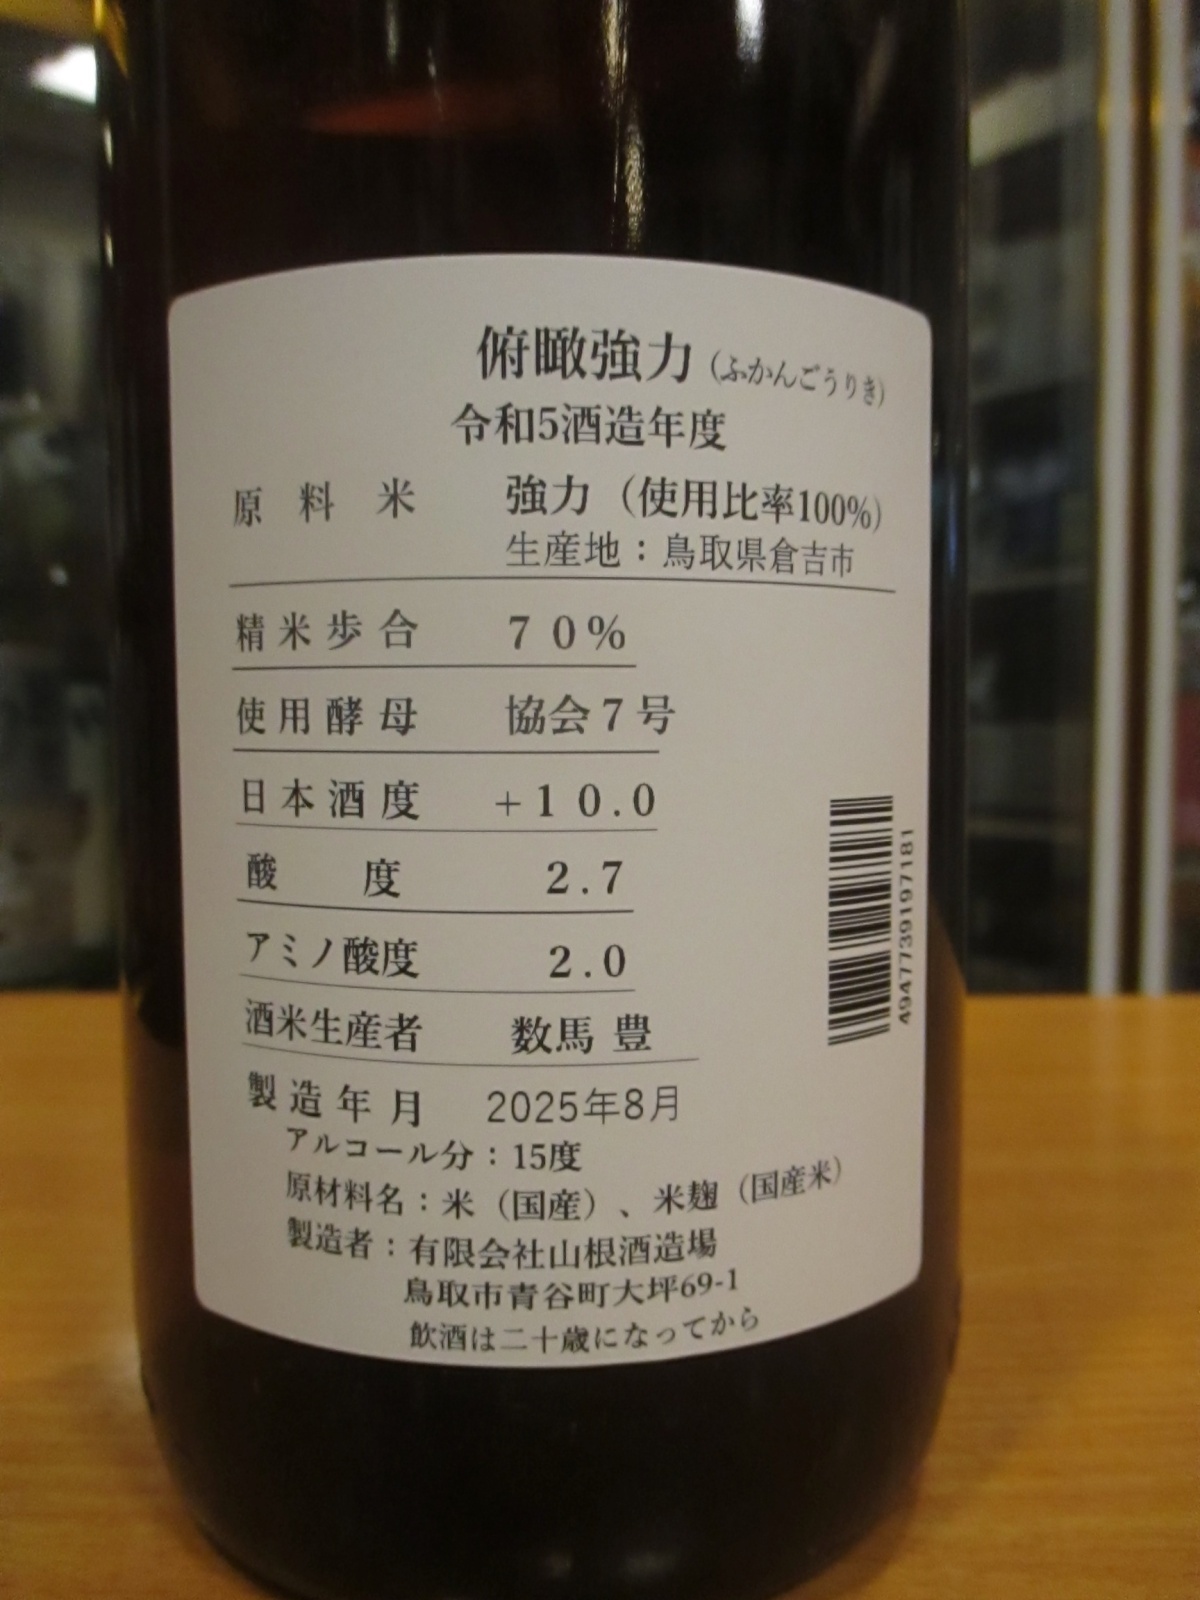 俯瞰強力（ふかんごうりき）
令和5酒造年度
原料米 強力（使用比率100%）
生産地：鳥取県倉吉市
精米歩合 70%
使用酵母 協会7号
日本酒度 +10.0
酸度 2.7
アミノ酸度 2.0
酒米生産者 数馬 豊
製造年月 2025年8月
アルコール分：15度
原材料名：米（国産）、米麹（国産米）
製造者：有限会社山根酒造場
鳥取市青谷町大坪69-1
飲酒は二十歳になってから
4947739197181